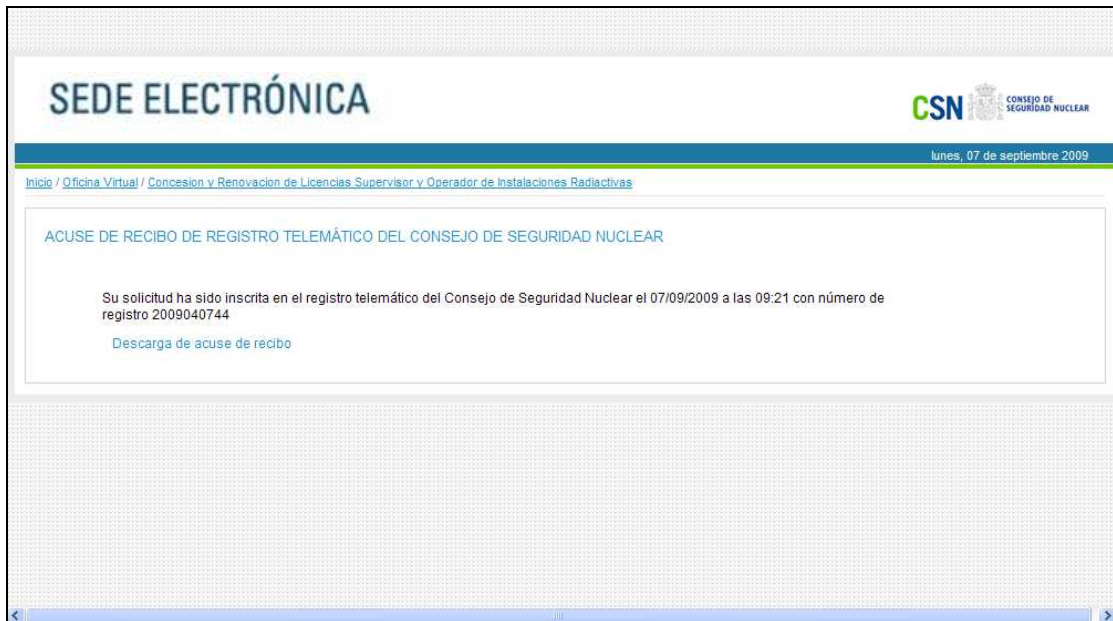 SEDE ELECTRÓNICA
CSN CONSEJO DE
SEGURIDAD NUCLEAR
lunes, 07 de septiembre 2009
Inicio / Oficina Virtual / Concesion y Renovacion de Licencias Supervisor y Operador de Instalaciones Radiactivas
ACUSE DE RECIBO DE REGISTRO TELEMÁTICO DEL CONSEJO DE SEGURIDAD NUCLEAR
Su solicitud ha sido inscrita en el registro telemático del Consejo de Seguridad Nuclear el 07/09/2009 a las 09:21 con número de
registro 2009040744
Descarga de acuse de recibo